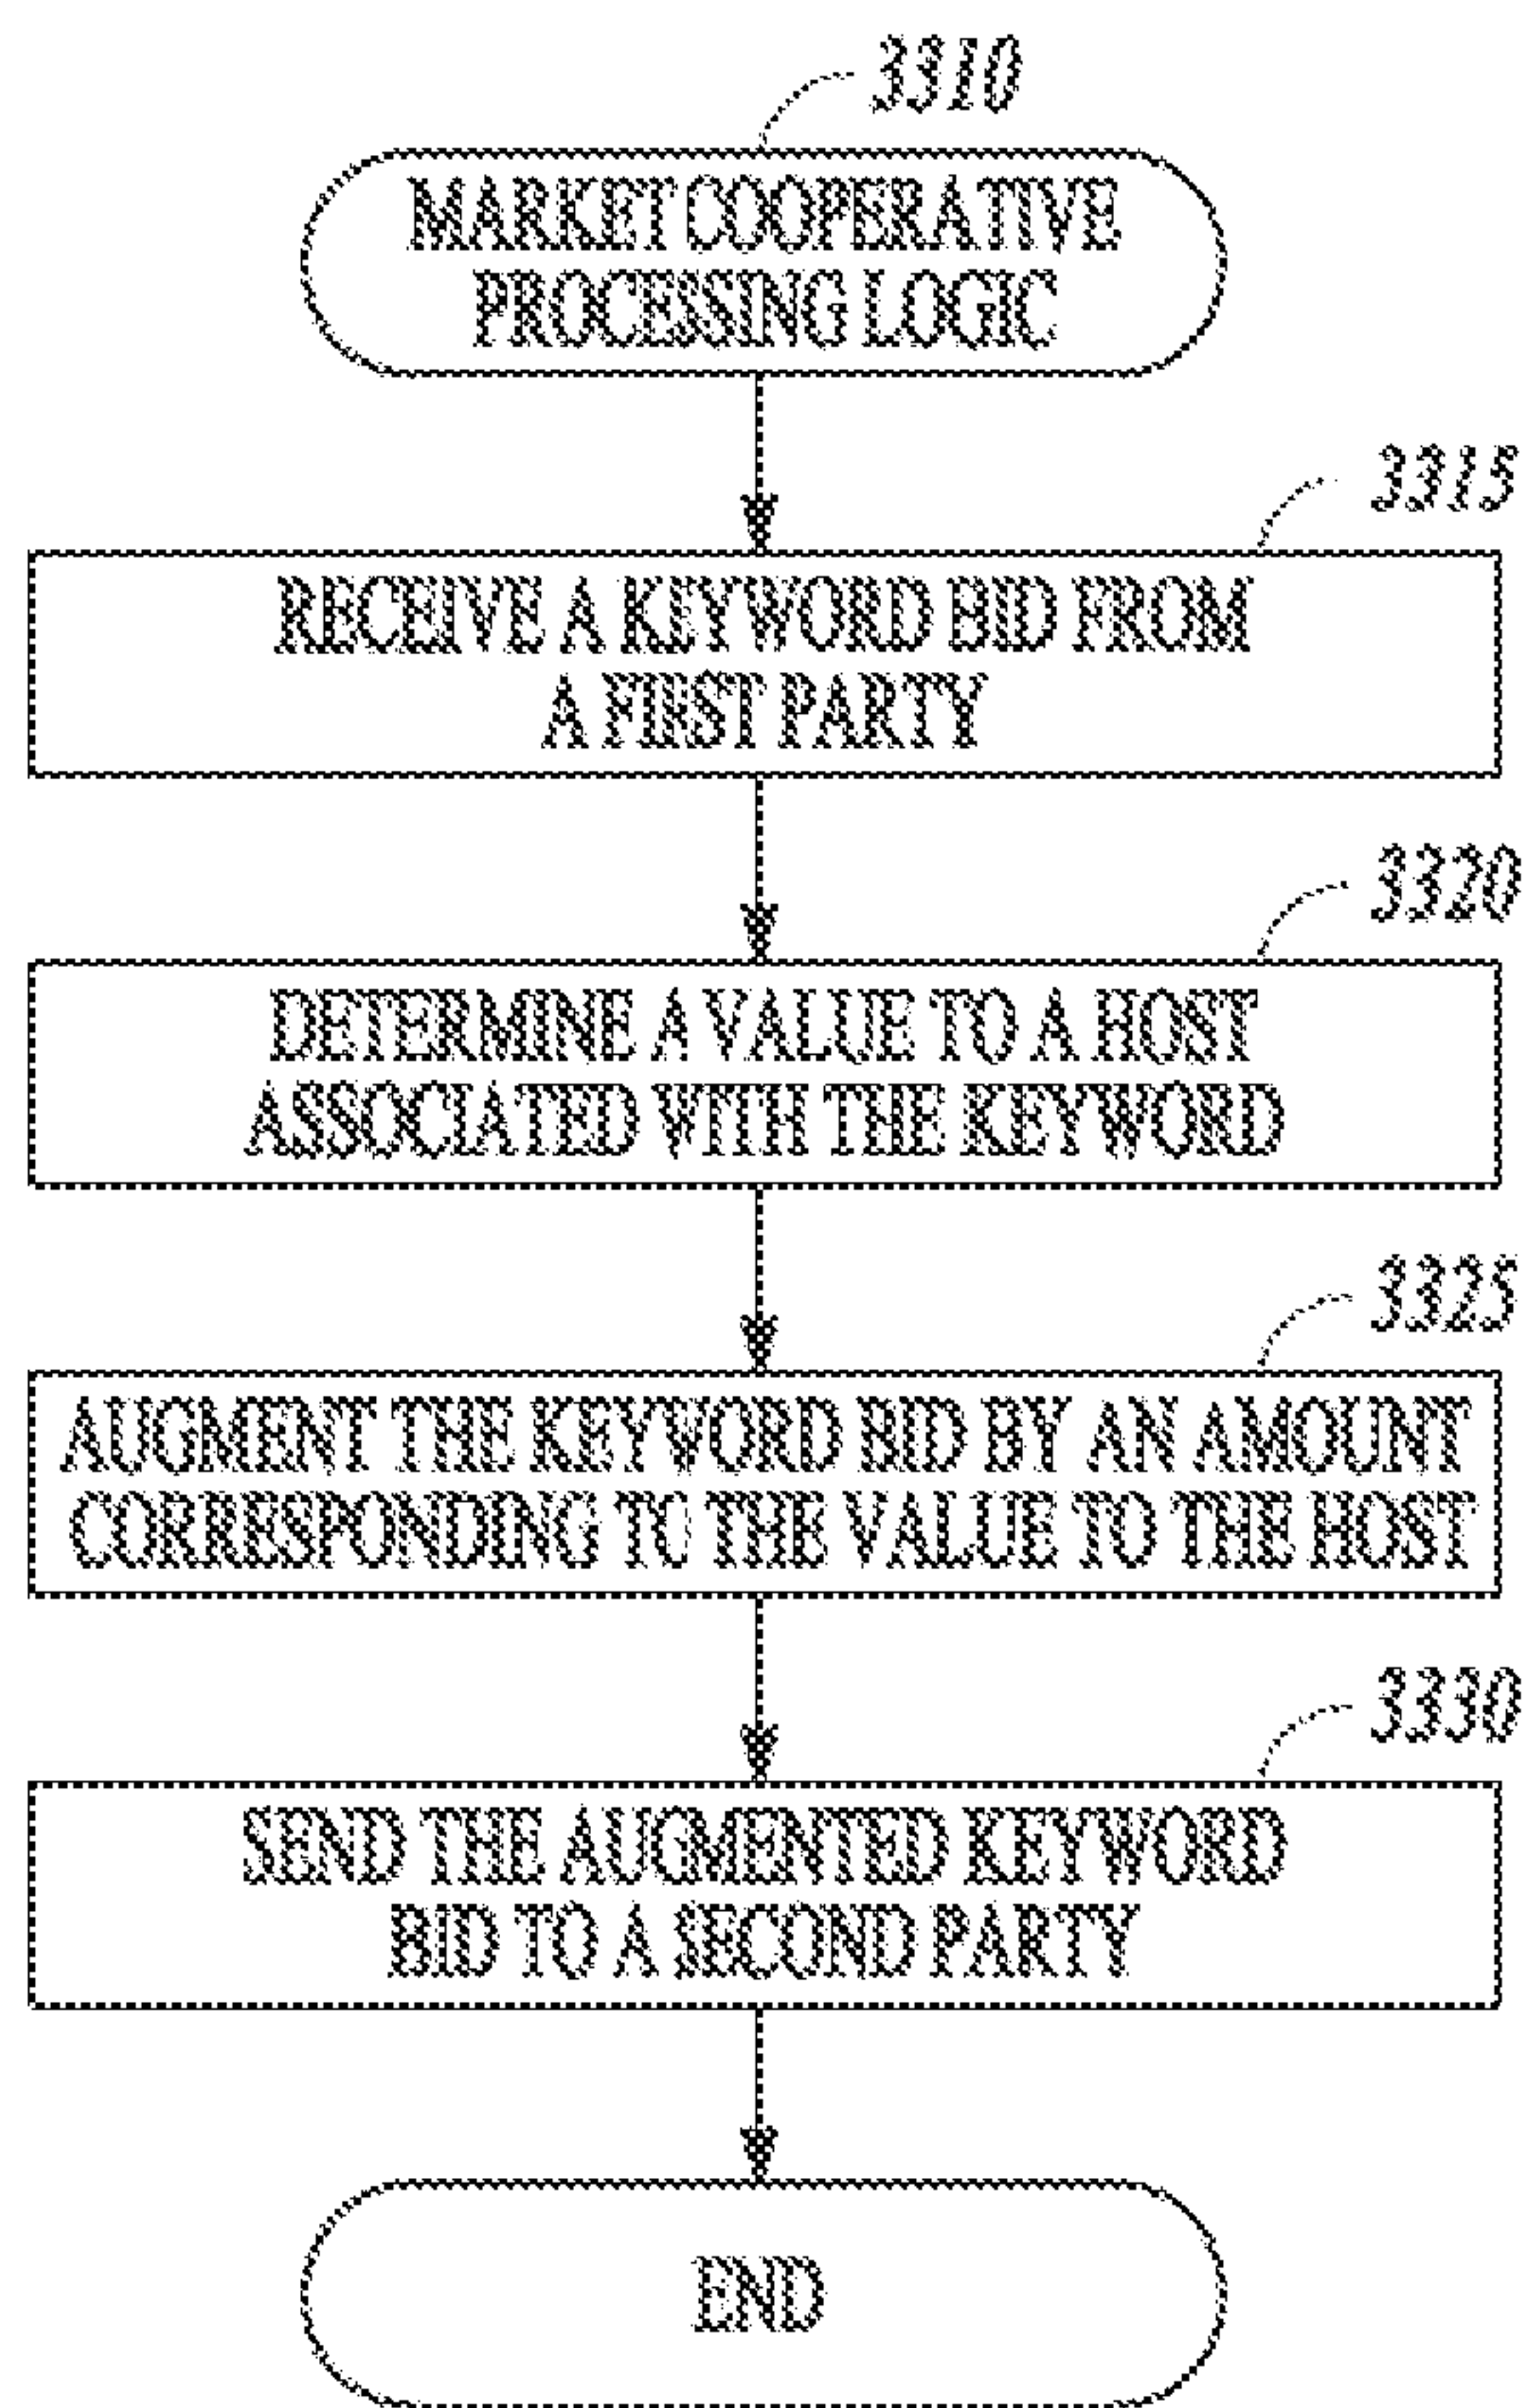 3310
MARKET COOPERATIVE
PROCESSING LOGIC
3315
RECEIVE A KEYWORD BID FROM
A FIRST PARTY
3320
DETERMINE A VALUE TO A HOST
ASSOCIATED WITH THE KEYWORD
3325
AUGMENT THE KEYWORD BID BY AN AMOUNT
CORRESPONDING TO THE VALUE TO THE HOST
3330
SEND THE AUGMENTED KEYWORD
BID TO A SECOND PARTY
END